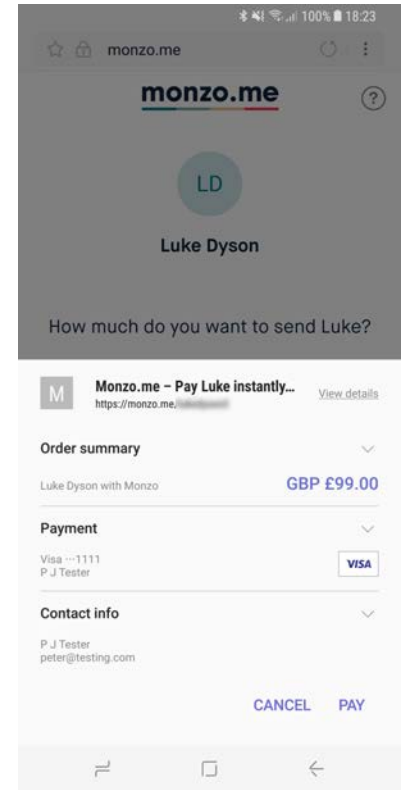 100% 18:23
monzo.me
monzo.me
?
LD
Luke Dyson
How much do you want to send Luke?
M
Monzo.me – Pay Luke instantly... View details
https://monzo.me/
Order summary
Luke Dyson with Monzo GBP £99.00
Payment
Visa ···1111
P J Tester
VISA
Contact info
P J Tester
peter@testing.com
CANCEL PAY